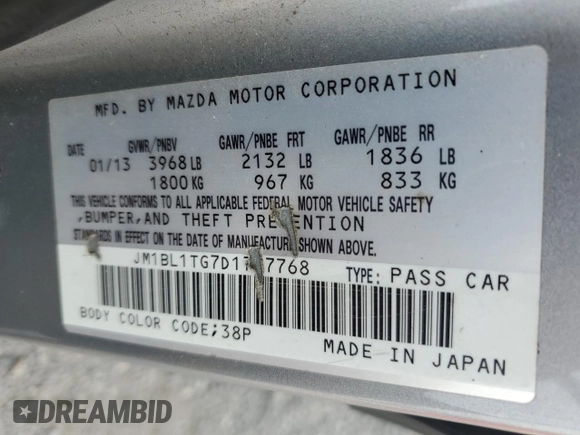 MFD. BY MAZDA MOTOR CORPORATION
DATE GVWR/PNBV GAWR/PNBE FRT GAWR/PNBE RR
01/13 3968 LB 2132 LB 1836 LB
1800 KG 967 KG 833 KG
THIS VEHICLE CONFORMS TO ALL APPLICABLE FEDERAL MOTOR VEHICLE SAFETY
,BUMPER,AND THEFT PREVENTION
STANDARDS IN EFFECT ON THE DATE OF MANUFACTURE SHOWN ABOVE.
TYPE: PASS CAR
BODY COLOR CODE;38P
MADE IN JAPAN
DREAMBID